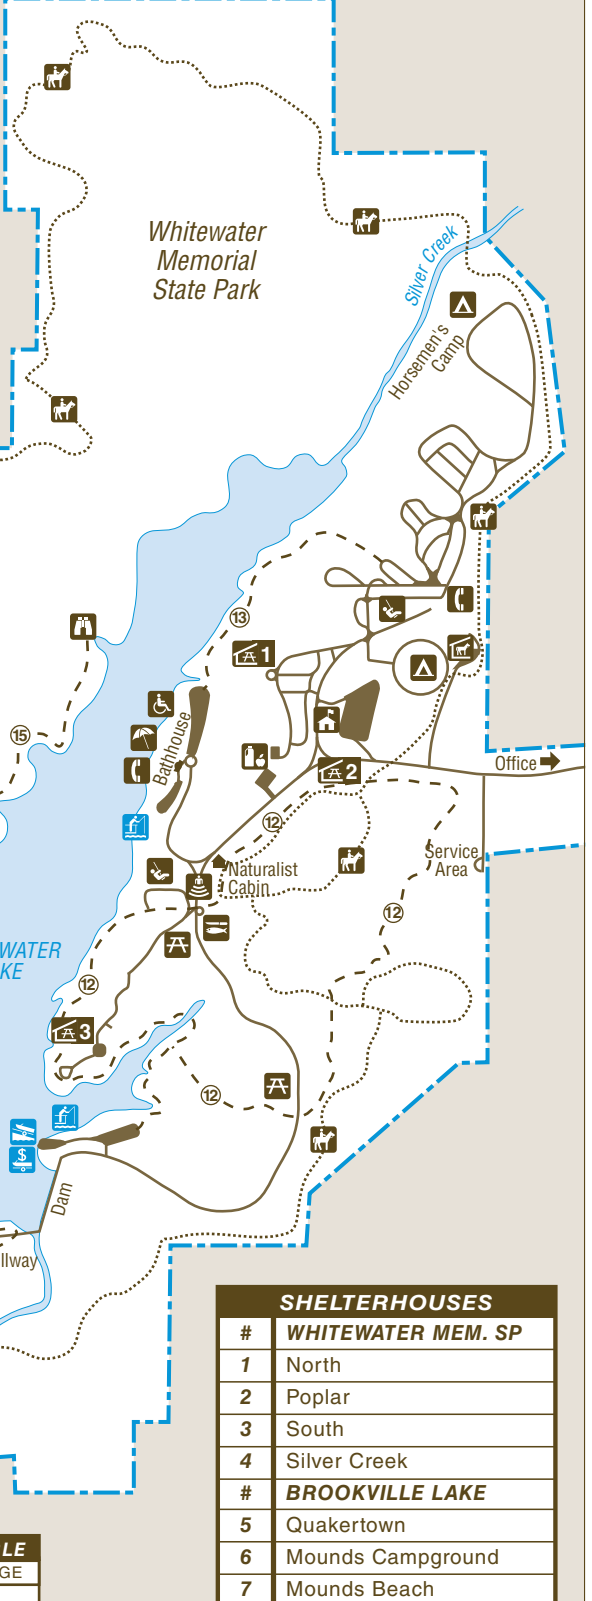 Whitewater
Memorial
State Park
Silver Creek
Horsemen's
Camp
13
1
15
Bathhouse
2
Office
12
Naturalist
Cabin
Service
Area
12
WATER
KE
12
3
12
$
Dam
llway
SHELTERHOUSES
# WHITEWATER MEM. SP
1 North
2 Poplar
3 South
4 Silver Creek
# BROOKVILLE LAKE
5 Quakertown
6 Mounds Campground
7 Mounds Beach
LE
GE